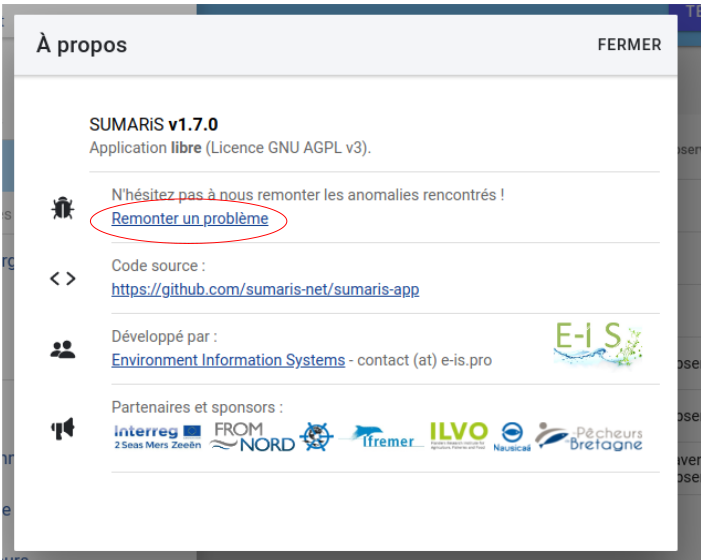 À propos
FERMER
SUMARiS v1.7.0
Application libre (Licence GNU AGPL v3).
N'hésitez pas à nous remonter les anomalies rencontrés !
Remonter un problème
Code source :
https://github.com/sumaris-net/sumaris-app
Développé par :
Environment Information Systems - contact (at) e-is.pro
E-i S
Partenaires et sponsors :
Interreg
2 Seas Mers Zeeën
FROM
NORD
Ifremer
ILVO
Nausicaá
Pêcheurs
de
Bretagne